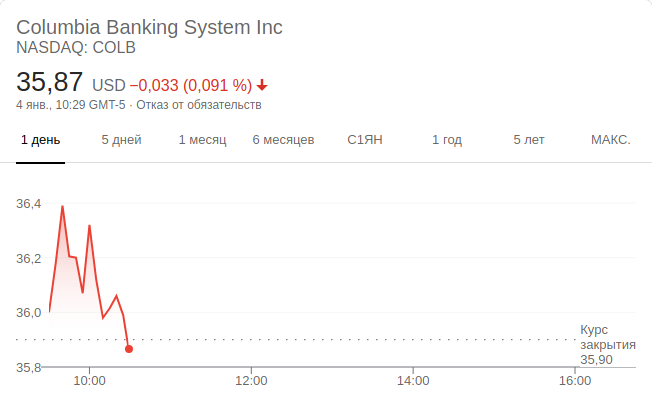 Columbia Banking System Inc
NASDAQ: COLB
35,87 USD −0,033 (0,091 %)
4 янв., 10:29 GMT-5 · Отказ от обязательств
1 день 5 дней 1 месяц 6 месяцев С1ЯН 1 год 5 лет МАКС.
36,4
36,2
36,0
Курс
закрытия
35,90
35,8
10:00 12:00 14:00 16:00